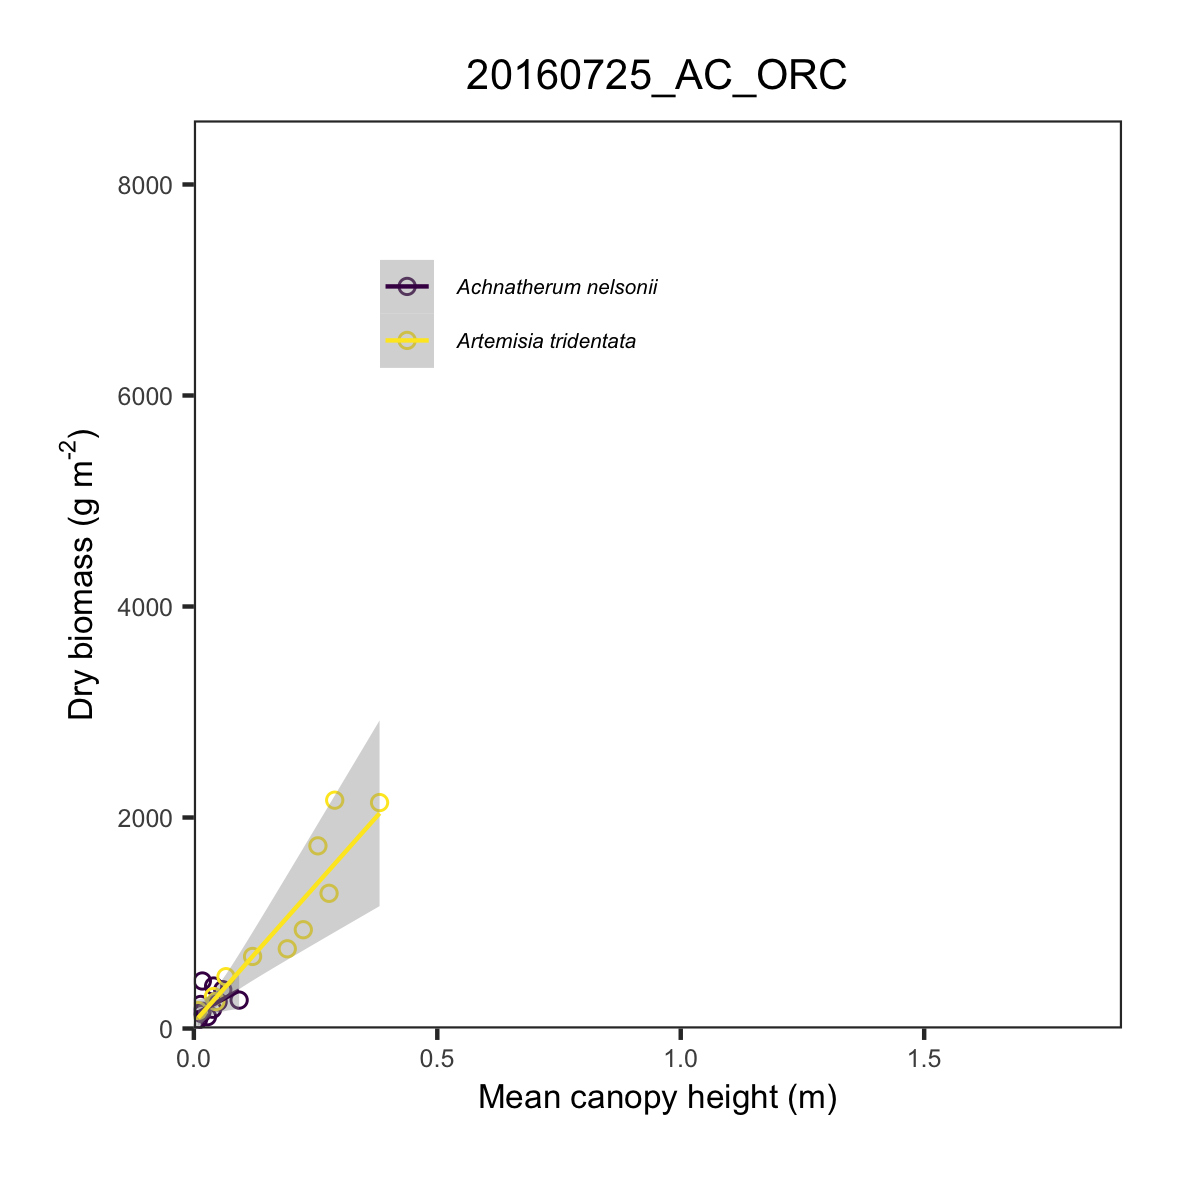 20160725_AC_ORC
8000
6000
4000
2000
0
Dry biomass (g m-2)
Achnatherum nelsonii
Artemisia tridentata
0.0 0.5 1.0 1.5
Mean canopy height (m)